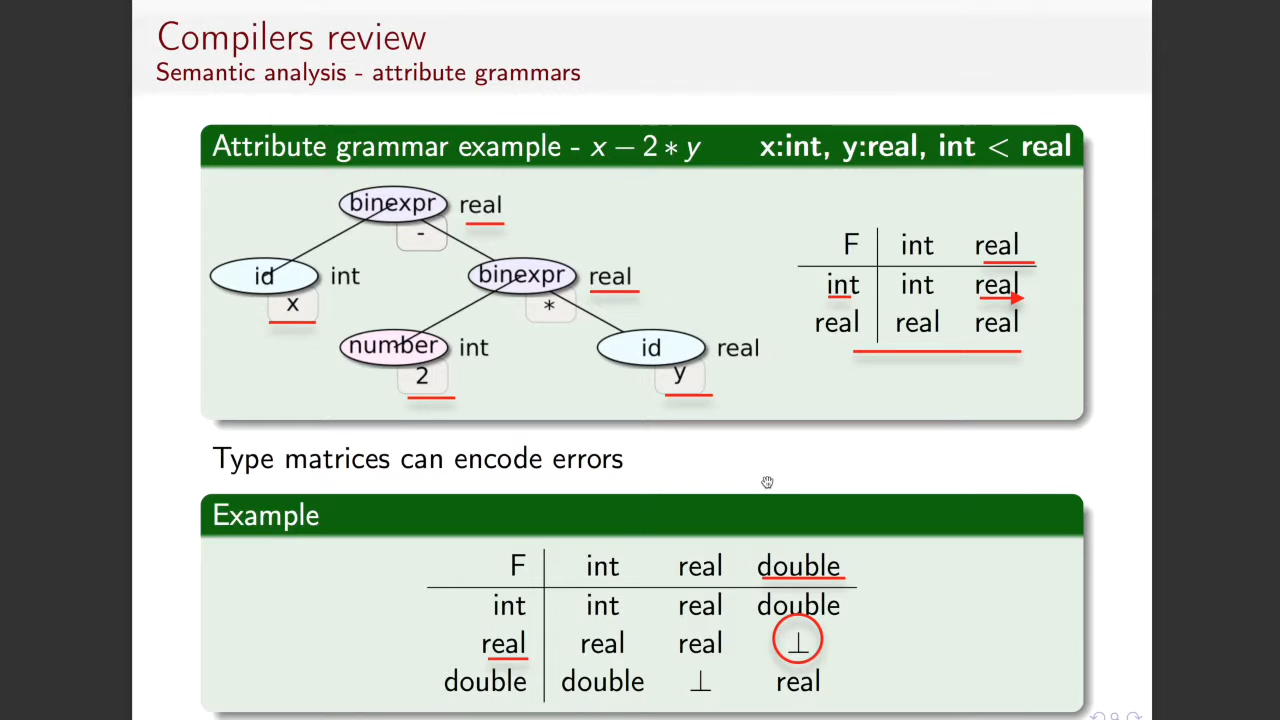 Compilers review
Semantic analysis - attribute grammars
Attribute grammar example - x − 2 ∗ y x:int, y:real, int < real
binexpr real
-
id int
x
binexpr real
*
number int
2
id real
y
F int real
int int real
real real real
Type matrices can encode errors
Example
F int real double
int int real double
real real real ⊥
double double ⊥ real